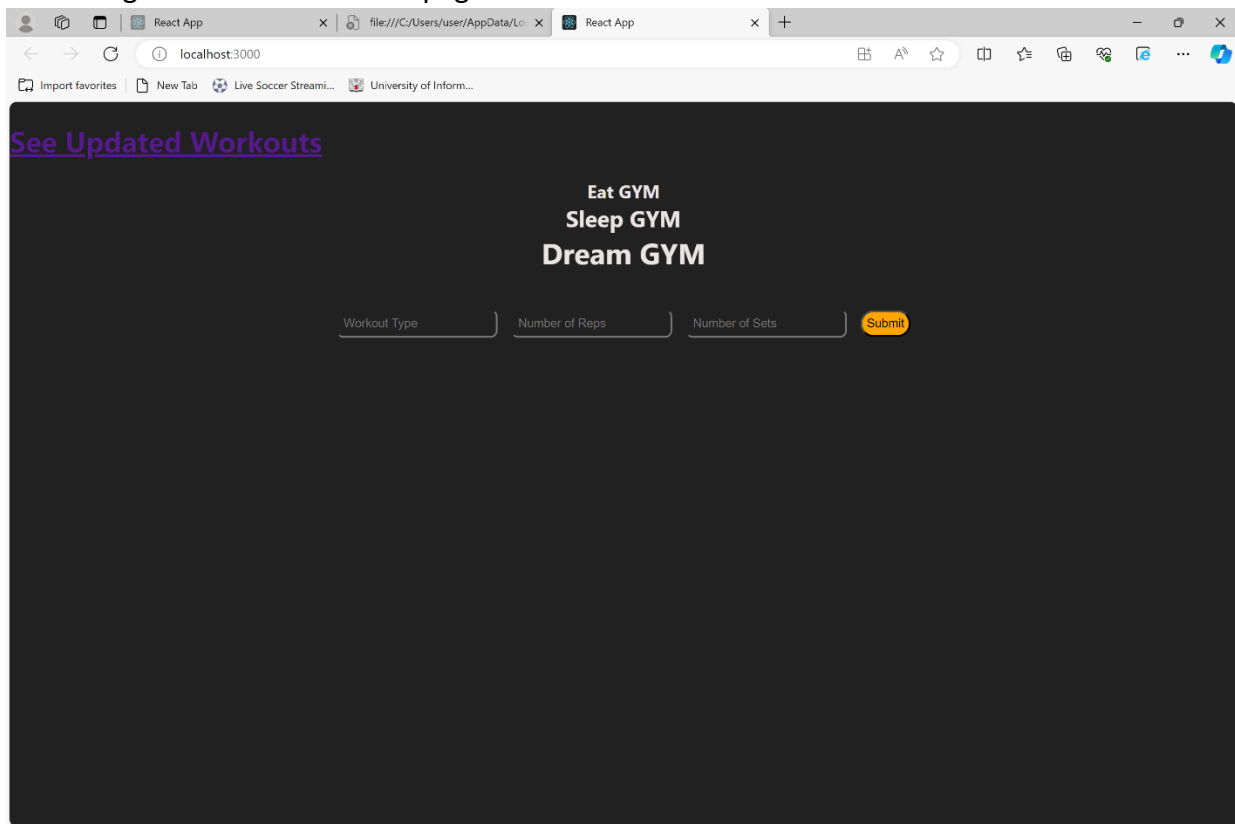 React App
file:///C:/Users/user/AppData/Lo
React App
localhost:3000
Import favorites
New Tab
Live Soccer Streami...
University of Inform...
See Updated Workouts
Eat GYM
Sleep GYM
Dream GYM
Workout Type Number of Reps Number of Sets Submit